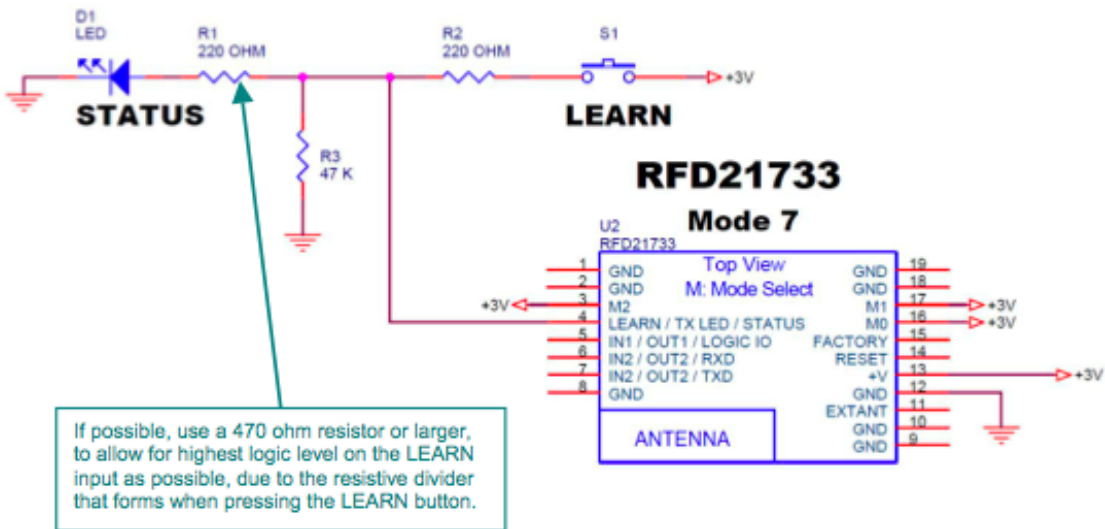 D1
LED
R1
220 OHM
R2
220 OHM
S1
+3V
STATUS
LEARN
R3
47 K
RFD21733
Mode 7
U2
RFD21733
Top View
M: Mode Select
1 GND
2 GND
+3V 3 M2
4 LEARN / TX LED / STATUS
5 IN1 / OUT1 / LOGIC IO
6 IN2 / OUT2 / RXD
7 IN2 / OUT2 / TXD
8 GND
GND 19
GND 18
M1 17 +3V
M0 16 +3V
FACTORY 15
RESET 14
+V 13 +3V
GND 12
EXTANT 11
GND 10
GND 9
ANTENNA
If possible, use a 470 ohm resistor or larger,
to allow for highest logic level on the LEARN
input as possible, due to the resistive divider
that forms when pressing the LEARN button.